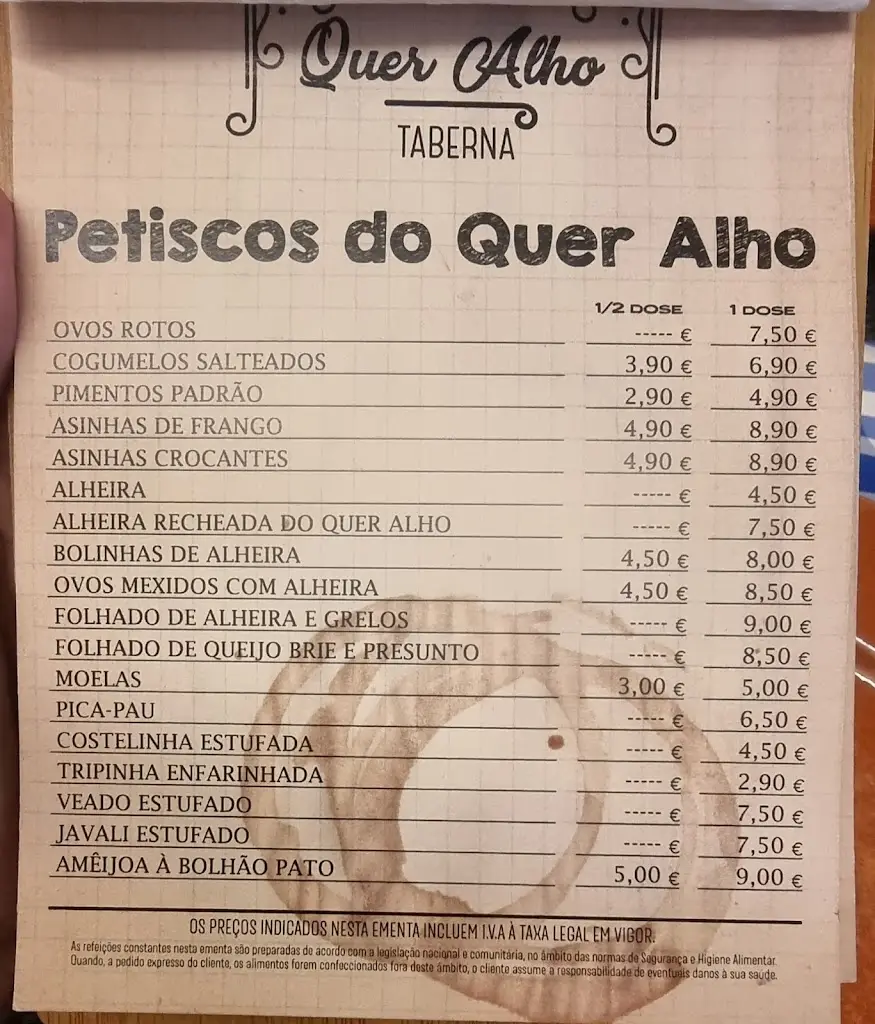 Quer Alho
TABERNA
Petiscos do Quer Alho
1/2 DOSE 1 DOSE
OVOS ROTOS ----- € 7,50 €
COGUMELOS SALTEADOS 3,90 € 6,90 €
PIMENTOS PADRÃO 2,90 € 4,90 €
ASINHAS DE FRANGO 4,90 € 8,90 €
ASINHAS CROCANTES 4,90 € 8,90 €
ALHEIRA ----- € 4,50 €
ALHEIRA RECHEADA DO QUER ALHO ----- € 7,50 €
BOLINHAS DE ALHEIRA 4,50 € 8,00 €
OVOS MEXIDOS COM ALHEIRA 4,50 € 8,50 €
FOLHADO DE ALHEIRA E GRELOS ----- € 9,00 €
FOLHADO DE QUEIJO BRIE E PRESUNTO ----- € 8,50 €
MOELAS 3,00 € 5,00 €
PICA-PAU ----- € 6,50 €
COSTELINHA ESTUFADA ----- € 4,50 €
TRIPINHA ENFARINHADA ----- € 2,90 €
VEADO ESTUFADO ----- € 7,50 €
JAVALI ESTUFADO ----- € 7,50 €
AMÊIJOA À BOLHÃO PATO 5,00 € 9,00 €
OS PREÇOS INDICADOS NESTA EMENTA INCLUEM I.V.A À TAXA LEGAL EM VIGOR.
As refeições constantes nesta ementa são preparadas de acordo com a legislação nacional e comunitária, no âmbito das normas de Segurança e Higiene Alimentar.
Quando, a pedido expresso do cliente, os alimentos forem confeccionados fora deste âmbito, o cliente assume a responsabilidade de eventuais danos à sua saúde.